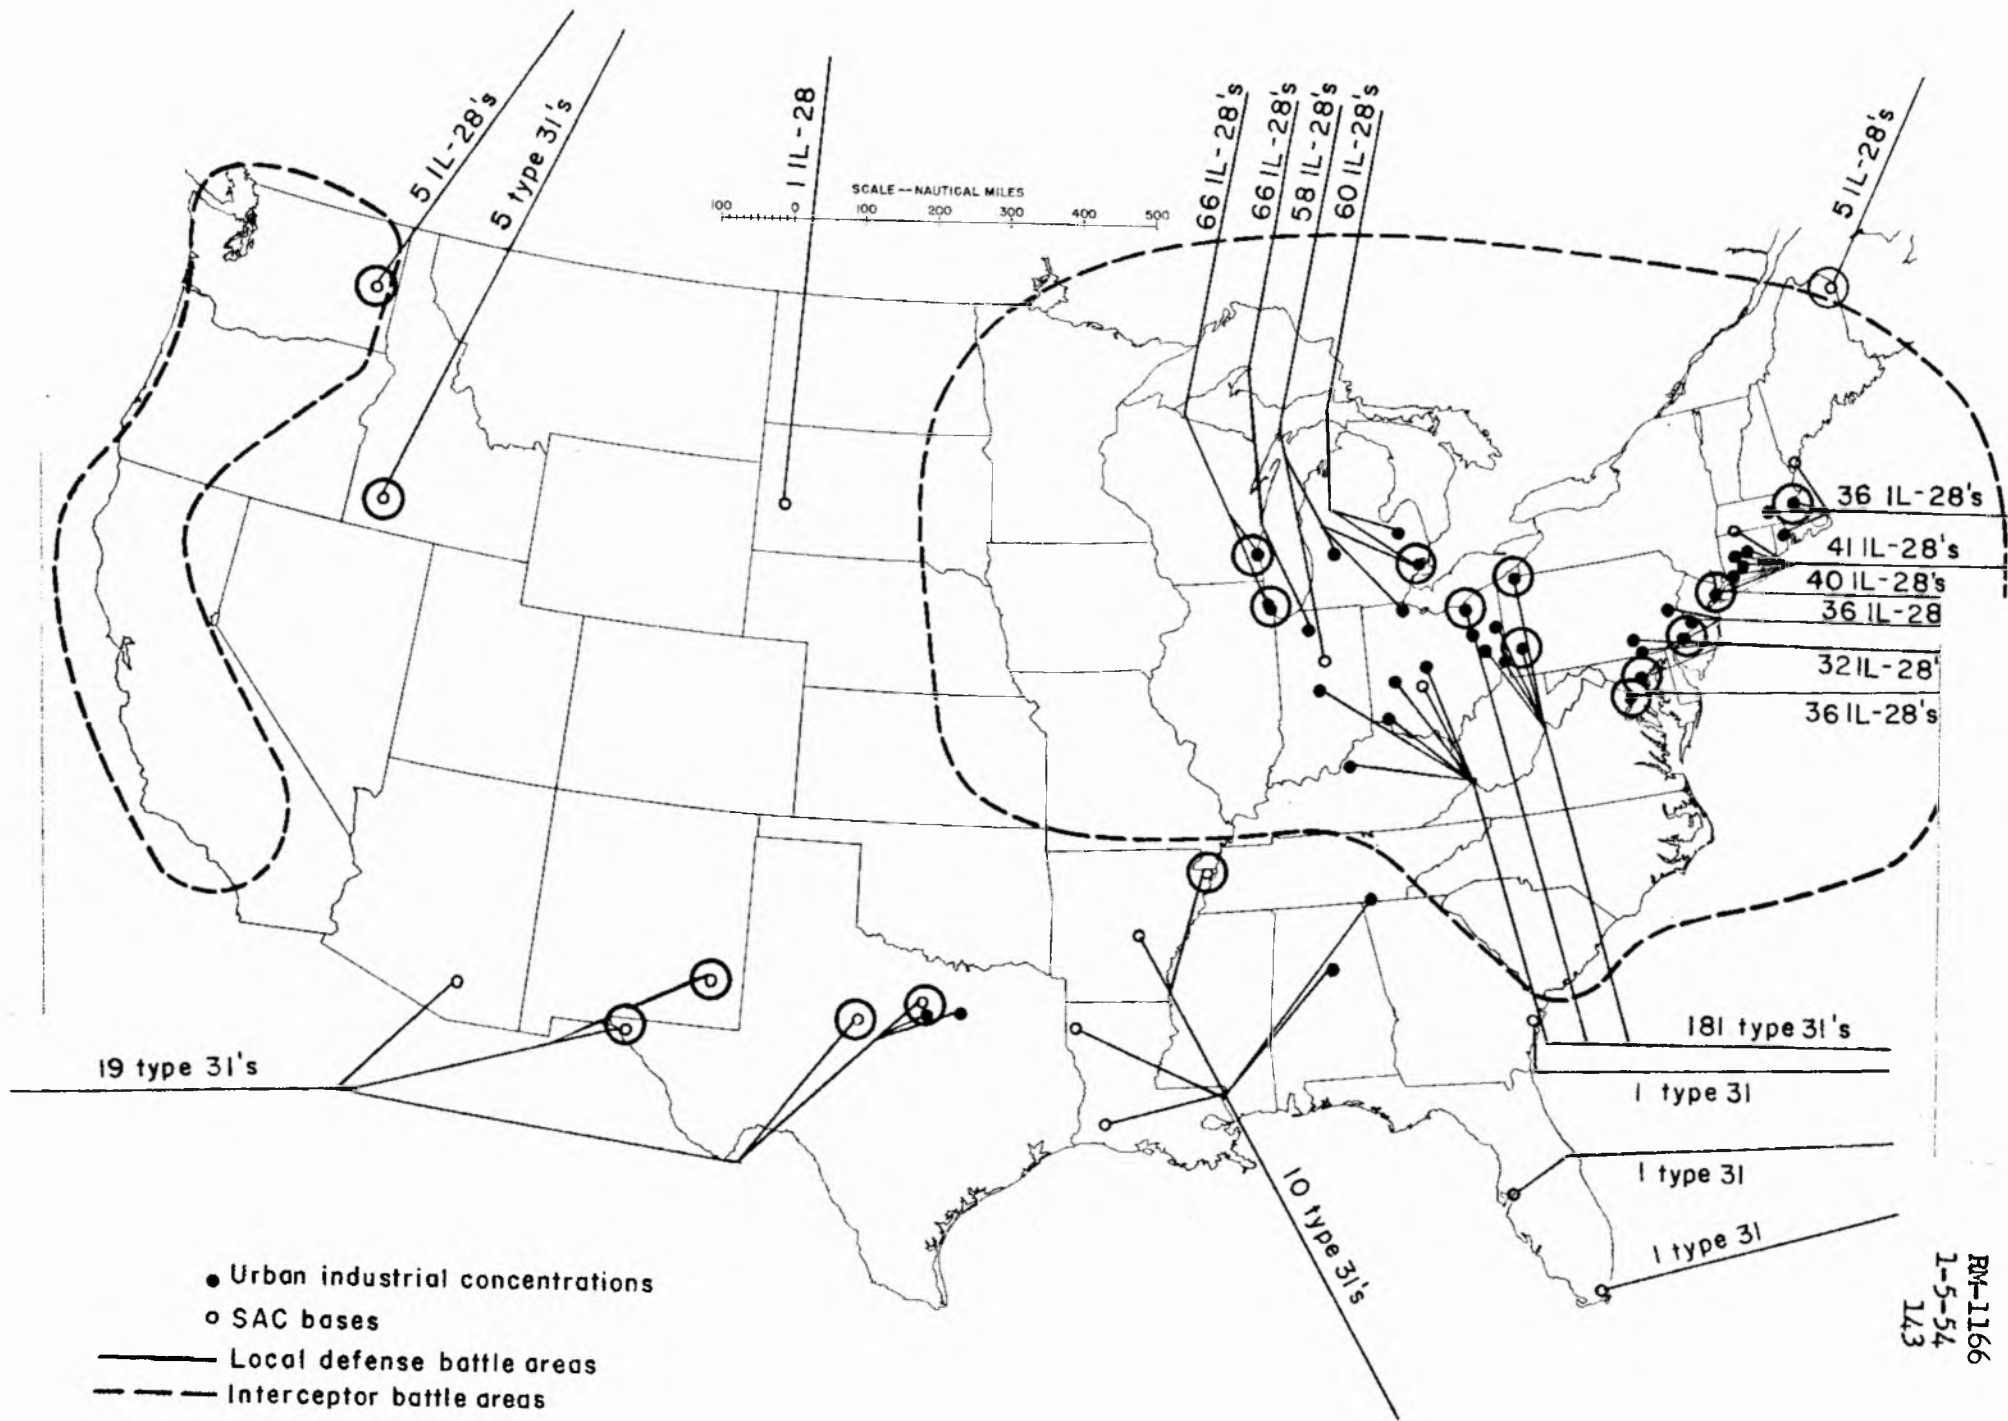 5 IL-28's
5 type 31's
1 IL-28
SCALE—NAUTICAL MILES
100 0 100 200 300 400 500
66 IL-28's
66 IL-28's
58 IL-28's
60 IL-28's
5 IL-28's
36 IL-28's
41 IL-28's
40 IL-28's
36 IL-28
32 IL-28'
36 IL-28's
19 type 31's
181 type 31's
1 type 31
1 type 31
1 type 31
10 type 31's
Urban industrial concentrations
SAC bases
Local defense battle areas
Interceptor battle areas
RM-1166
1-5-54
143